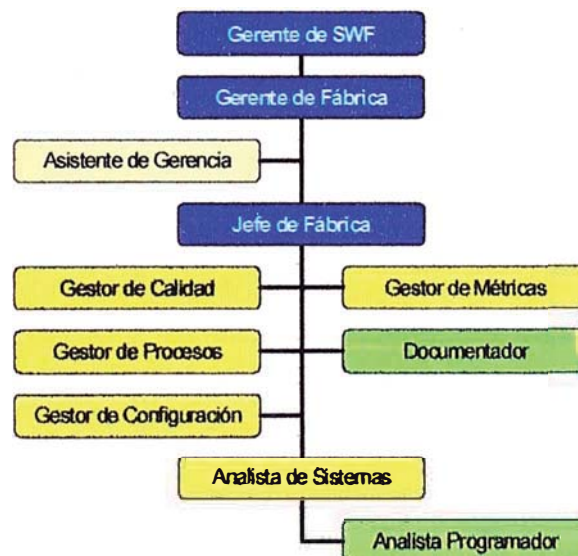 Gerente de SWF
Gerente de Fábrica
Asistente de Gerencia
Jefe de Fábrica
Gestor de Calidad
Gestor de Métricas
Gestor de Procesos
Documentador
Gestor de Configuración
Analista de Sistemas
Analista Programador